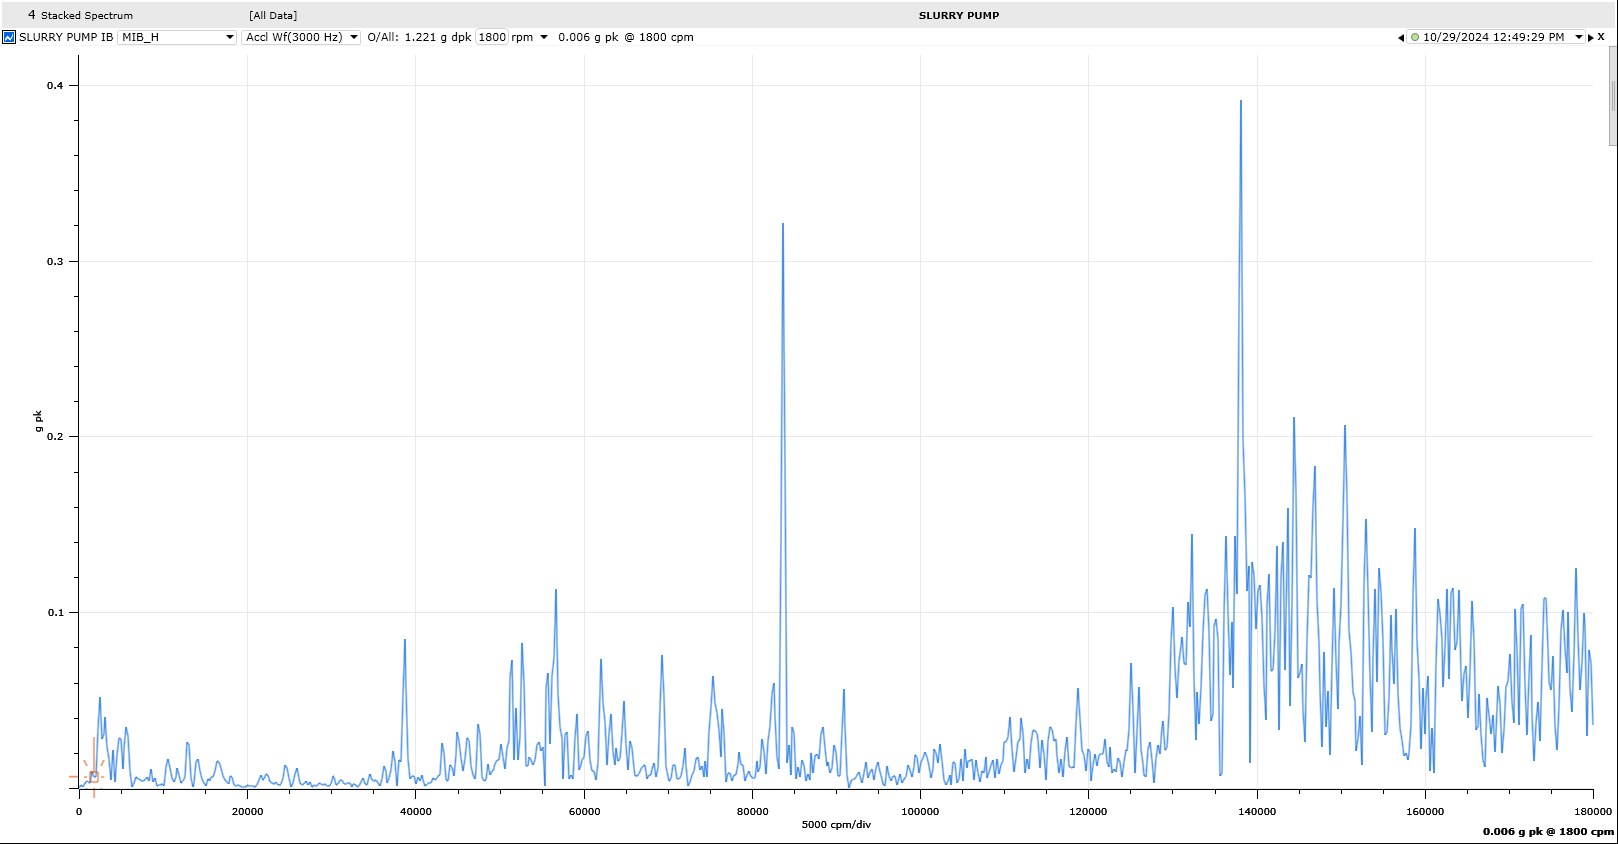 4 Stacked Spectrum [All Data] SLURRY PUMP
SLURRY PUMP IB MIB_H Accl Wf(3000 Hz) O/All: 1.221 g dpk 1800 rpm 0.006 g pk @ 1800 cpm 10/29/2024 12:49:29 PM X
0.4
0.3
0.2
0.1
g pk
0 20000 40000 60000 80000 100000 120000 140000 160000 180000
5000 cpm/div
0.006 g pk @ 1800 cpm